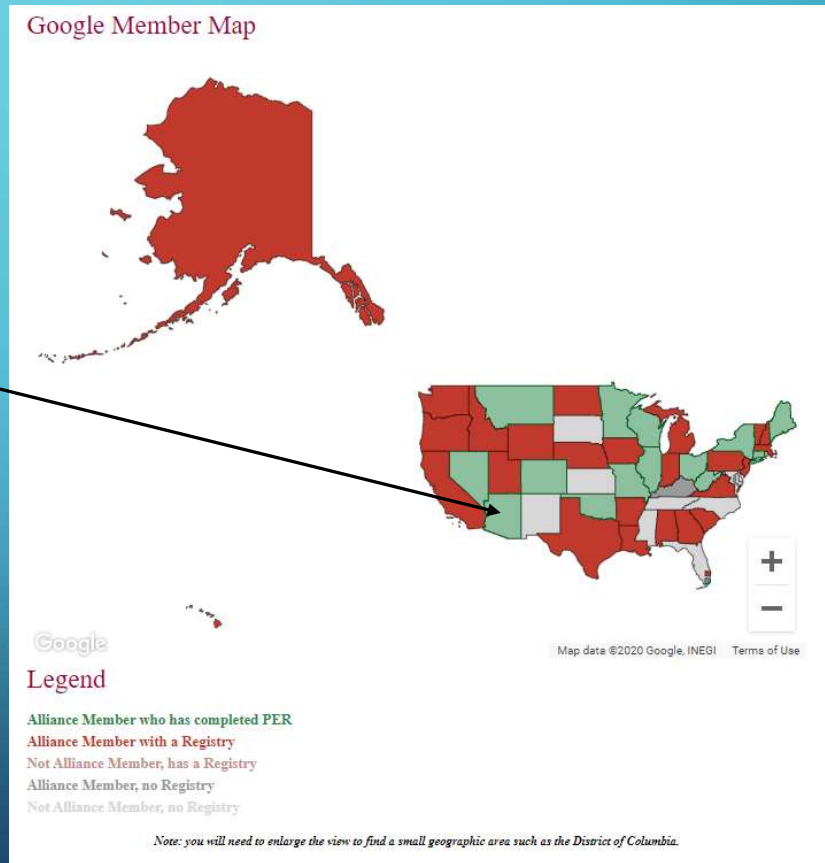 Google Member Map
+
−
Google
Map data ©2020 Google, INEGI Terms of Use
Legend
Alliance Member who has completed PER
Alliance Member with a Registry
Not Alliance Member, has a Registry
Alliance Member, no Registry
Not Alliance Member, no Registry
Note: you will need to enlarge the view to find a small geographic area such as the District of Columbia.